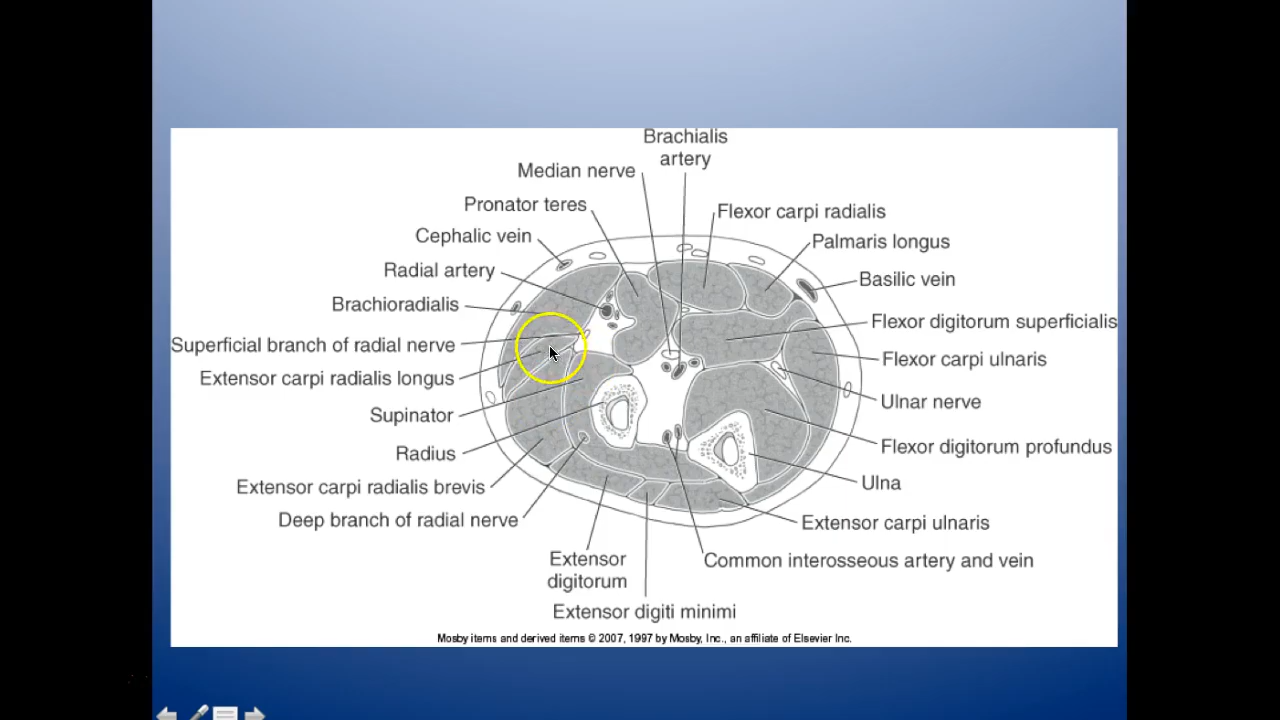 Brachialis
artery
Median nerve
Pronator teres
Flexor carpi radialis
Cephalic vein
Palmaris longus
Radial artery
Basilic vein
Brachioradialis
Flexor digitorum superficialis
Superficial branch of radial nerve
Flexor carpi ulnaris
Extensor carpi radialis longus
Ulnar nerve
Supinator
Flexor digitorum profundus
Radius
Ulna
Extensor carpi radialis brevis
Deep branch of radial nerve
Extensor carpi ulnaris
Extensor
digitorum
Common interosseous artery and vein
Extensor digiti minimi
Mosby items and derived items © 2007, 1997 by Mosby, Inc., an affiliate of Elsevier Inc.